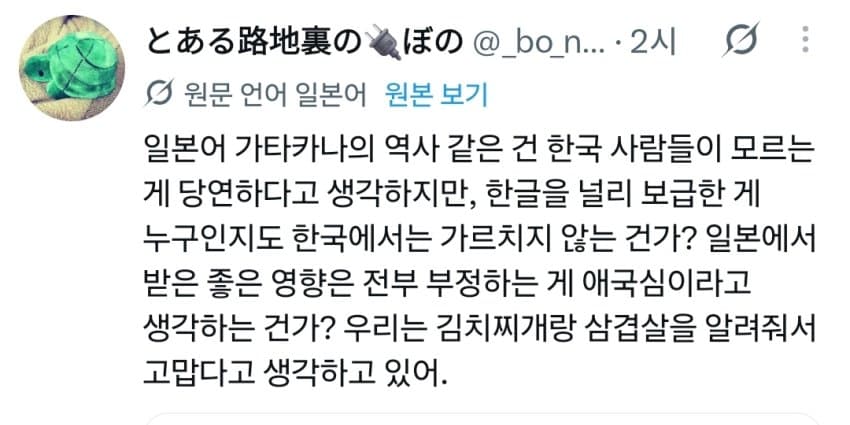 とある路地裏の🔌ぼの @_bo_n... · 2시
원문 언어 일본어 원본 보기
일본어 가타카나의 역사 같은 건 한국 사람들이 모르는
게 당연하다고 생각하지만, 한글을 널리 보급한 게
누구인지도 한국에서는 가르치지 않는 건가? 일본에서
받은 좋은 영향은 전부 부정하는 게 애국심이라고
생각하는 건가? 우리는 김치찌개랑 삼겹살을 알려줘서
고맙다고 생각하고 있어.